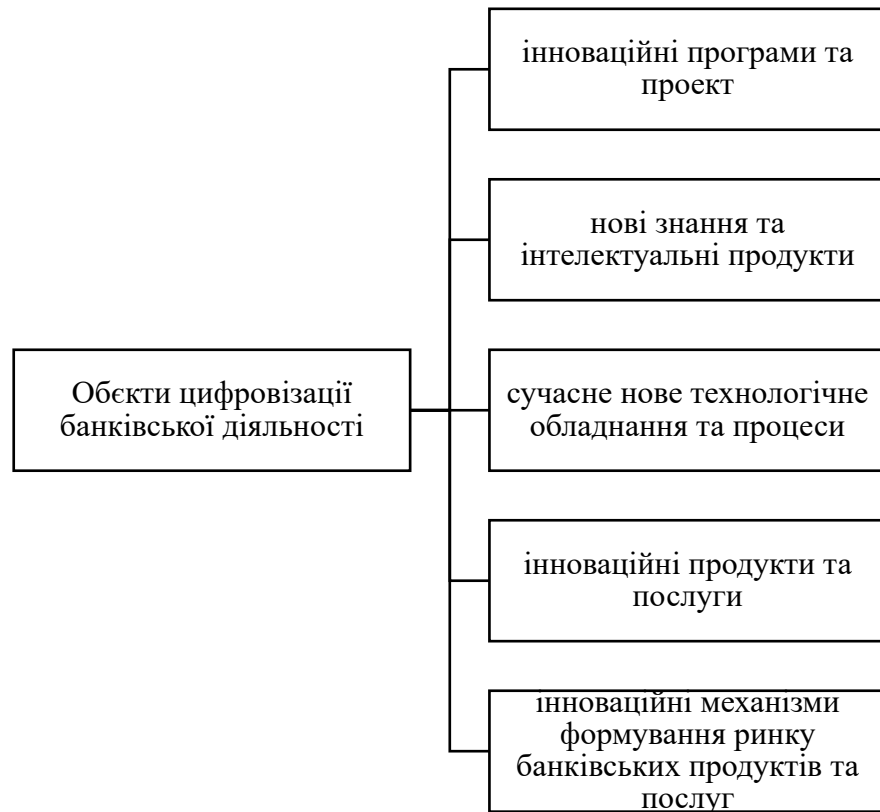 інноваційні програми та
проект
нові знання та
інтелектуальні продукти
Обєкти цифровізації
банківської діяльності
сучасне нове технологічне
обладнання та процеси
інноваційні продукти та
послуги
інноваційні механізми
формування ринку
банківських продуктів та
послуг